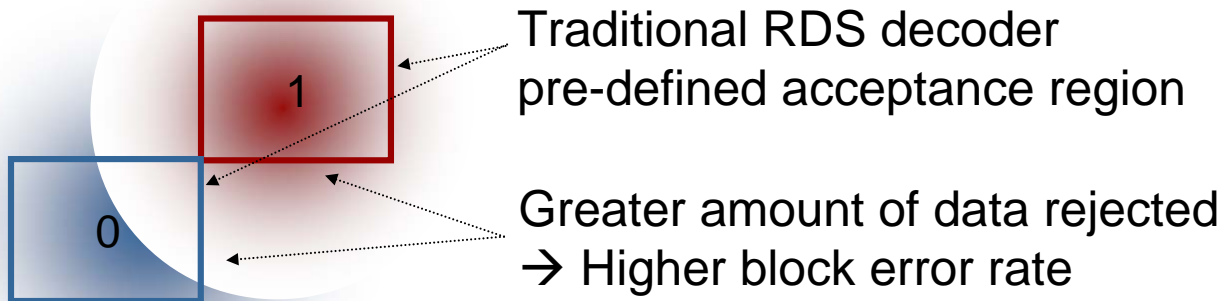 Traditional RDS decoder
pre-defined acceptance region
1
0
Greater amount of data rejected
→ Higher block error rate